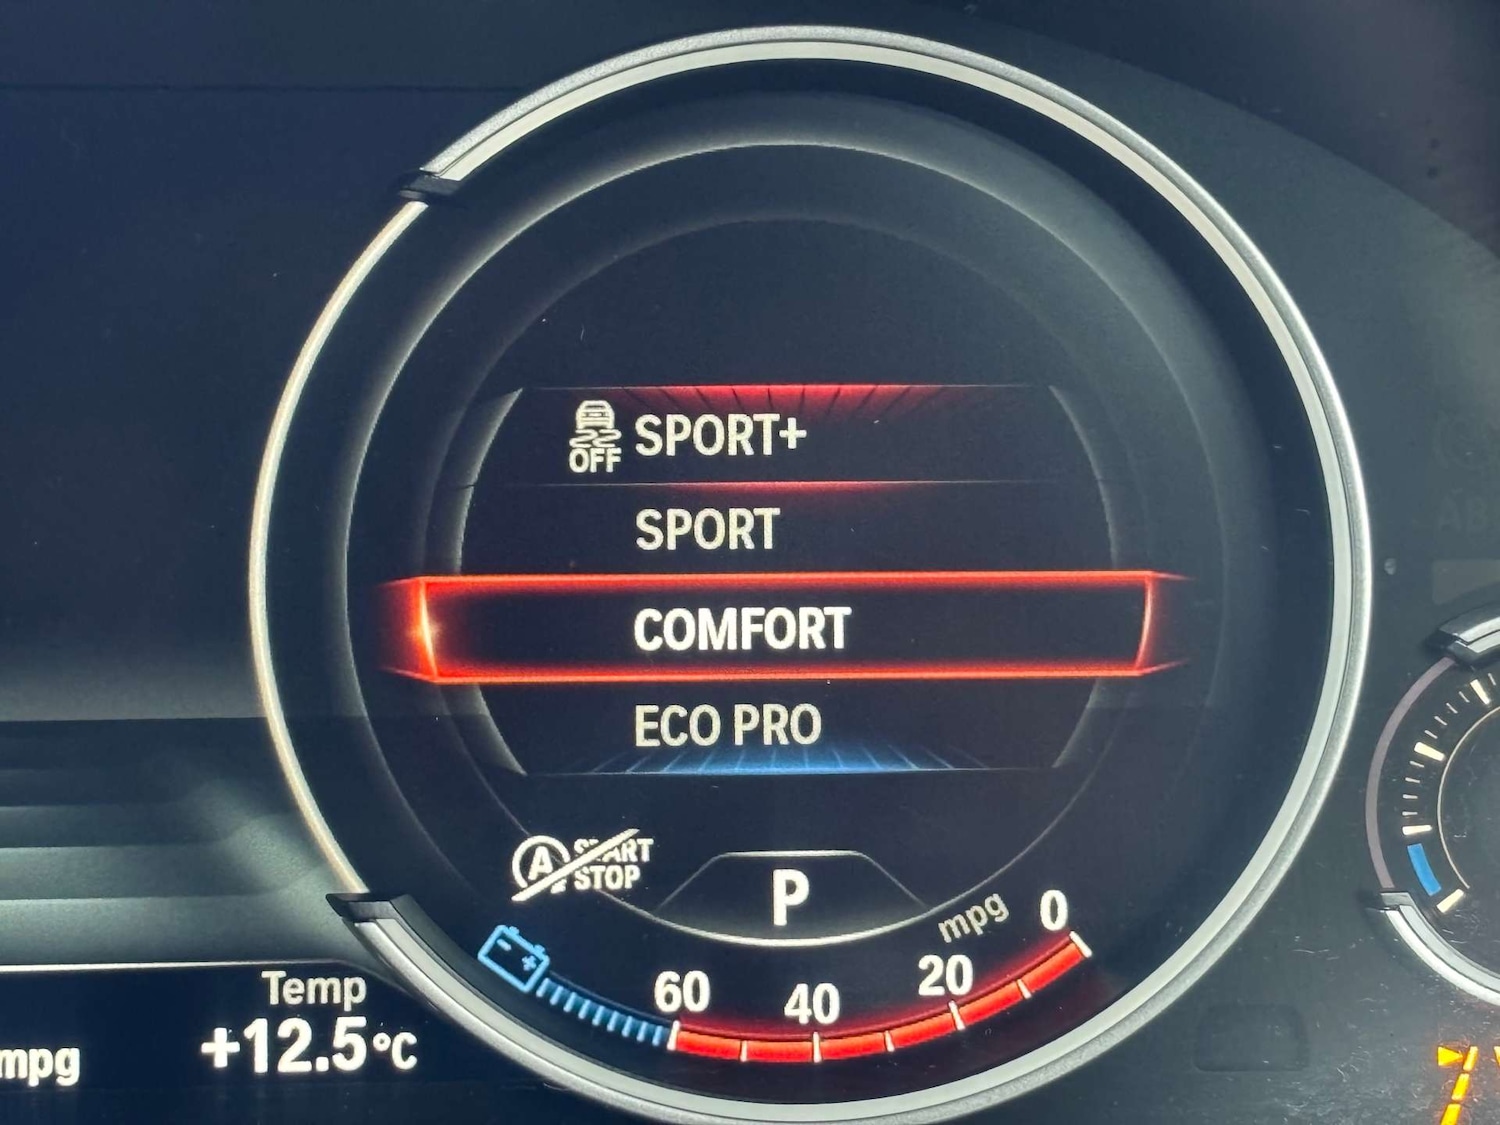 OFF SPORT+
SPORT
COMFORT
ECO PRO
A START
STOP
P
60 40 20 mpg 0
Temp
mpg +12.5°C